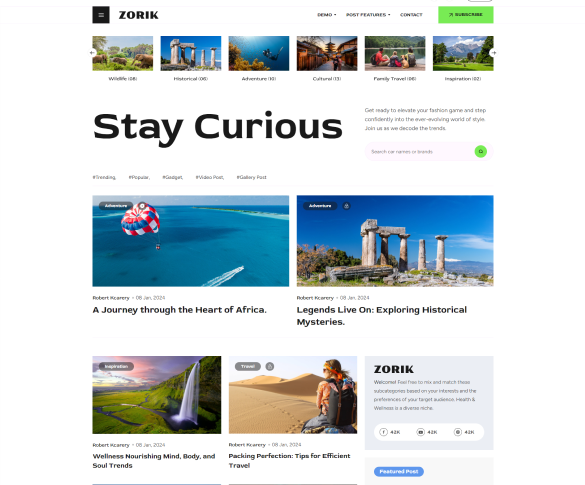 ZORIK
DEMO
POST FEATURES
CONTACT
SUBSCRIBE
Wildlife (08)
Historical (06)
Adventure (10)
Cultural (13)
Family Travel (06)
Inspiration (02)
Stay Curious
Get ready to elevate your fashion game and step
confidently into the ever-evolving world of style.
Join us as we decode the trends.
Search car names or brands
#Trending, #Popular, #Gadget, #Video Post, #Gallery Post
Adventure
Robert Kcarery - 08 Jan, 2024
A Journey through the Heart of Africa.
Adventure
Robert Kcarery - 08 Jan, 2024
Legends Live On: Exploring Historical
Mysteries.
Inspiration
Robert Kcarery - 08 Jan, 2024
Wellness Nourishing Mind, Body, and
Soul Trends
Travel
Robert Kcarery - 08 Jan, 2024
Packing Perfection: Tips for Efficient
Travel
ZORIK
Welcome! Feel free to mix and match these
subcategories based on your interests and the
preferences of your target audience. Health &
Wellness is a diverse niche.
42K
42K
42K
Featured Post